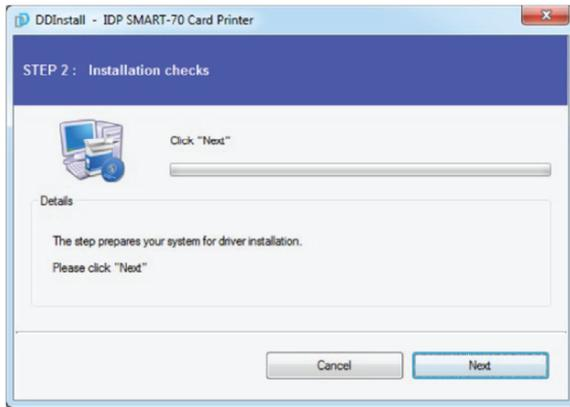 DDInstall - IDP SMART-70 Card Printer
STEP 2 : Installation checks
Click "Next"
Details
The step prepares your system for driver installation.
Please click "Next"
Cancel
Next